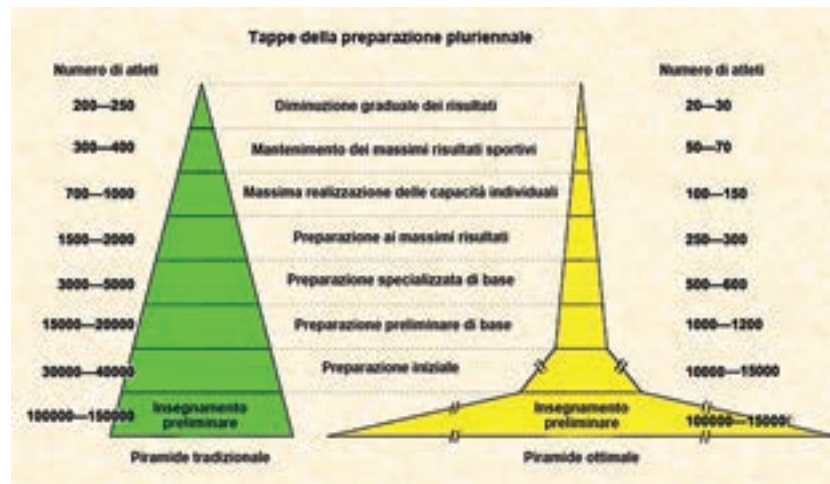 Tappe della preparazione pluriennale
Numero di atleti
Numero di atleti
200—250
Diminuzione graduale dei risultati
20—30
300—400
Mantenimento dei massimi risultati sportivi
50—70
700—1000
Massima realizzazione delle capacità individuali
100—150
1500—2000
Preparazione ai massimi risultati
250—300
3000—5000
Preparazione specializzata di base
500—600
15000—20000
Preparazione preliminare di base
1000—1200
30000—40000
Preparazione iniziale
10000—15000
100000—150000
Insegnamento
preliminare
Insegnamento
preliminare
100000—15000
Piramide tradizionale
Piramide ottimale